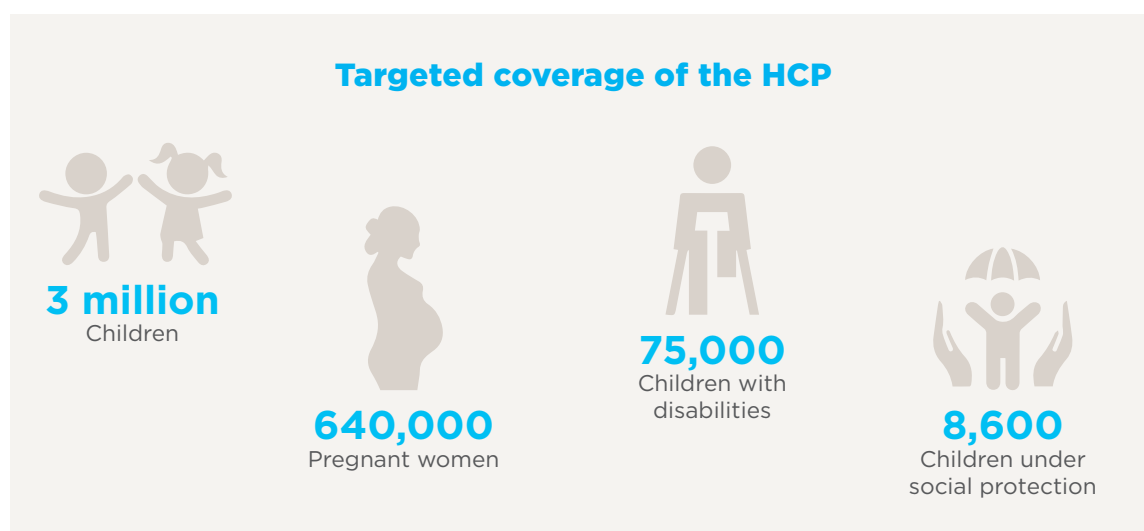 Targeted coverage of the HCP
3 million
Children
640,000
Pregnant women
75,000
Children with
disabilities
8,600
Children under
social protection